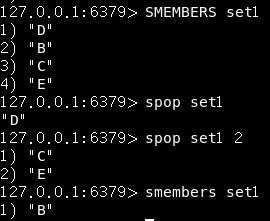 127.0.0.1:6379> SMEMBERS set1
1) "D"
2) "B"
3) "C"
4) "E"
127.0.0.1:6379> spop set1
"D"
127.0.0.1:6379> spop set1 2
1) "C"
2) "E"
127.0.0.1:6379> smembers set1
1) "B"